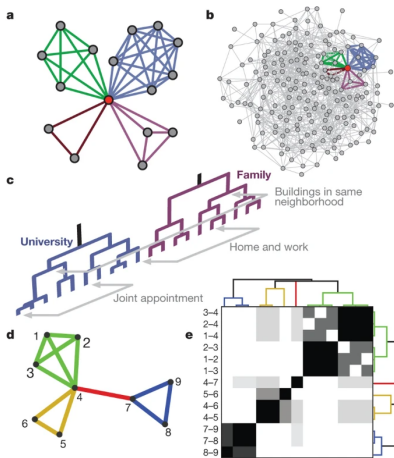 a
b
c
Family
Buildings in same
neighborhood
University
Home and work
Joint appointment
d
1
2
3
4
5
6
7
8
9
e
3–4
2–4
1–4
2–3
1–2
1–3
4–7
5–6
4–6
4–5
7–9
7–8
8–9